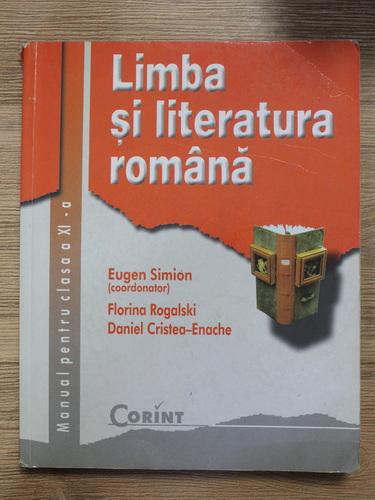 Limba
și literatura
română
Eugen Simion
(coordonator)
Florina Rogalski
Daniel Cristea–Enache
Manual pentru clasa a XI - a
CORINT